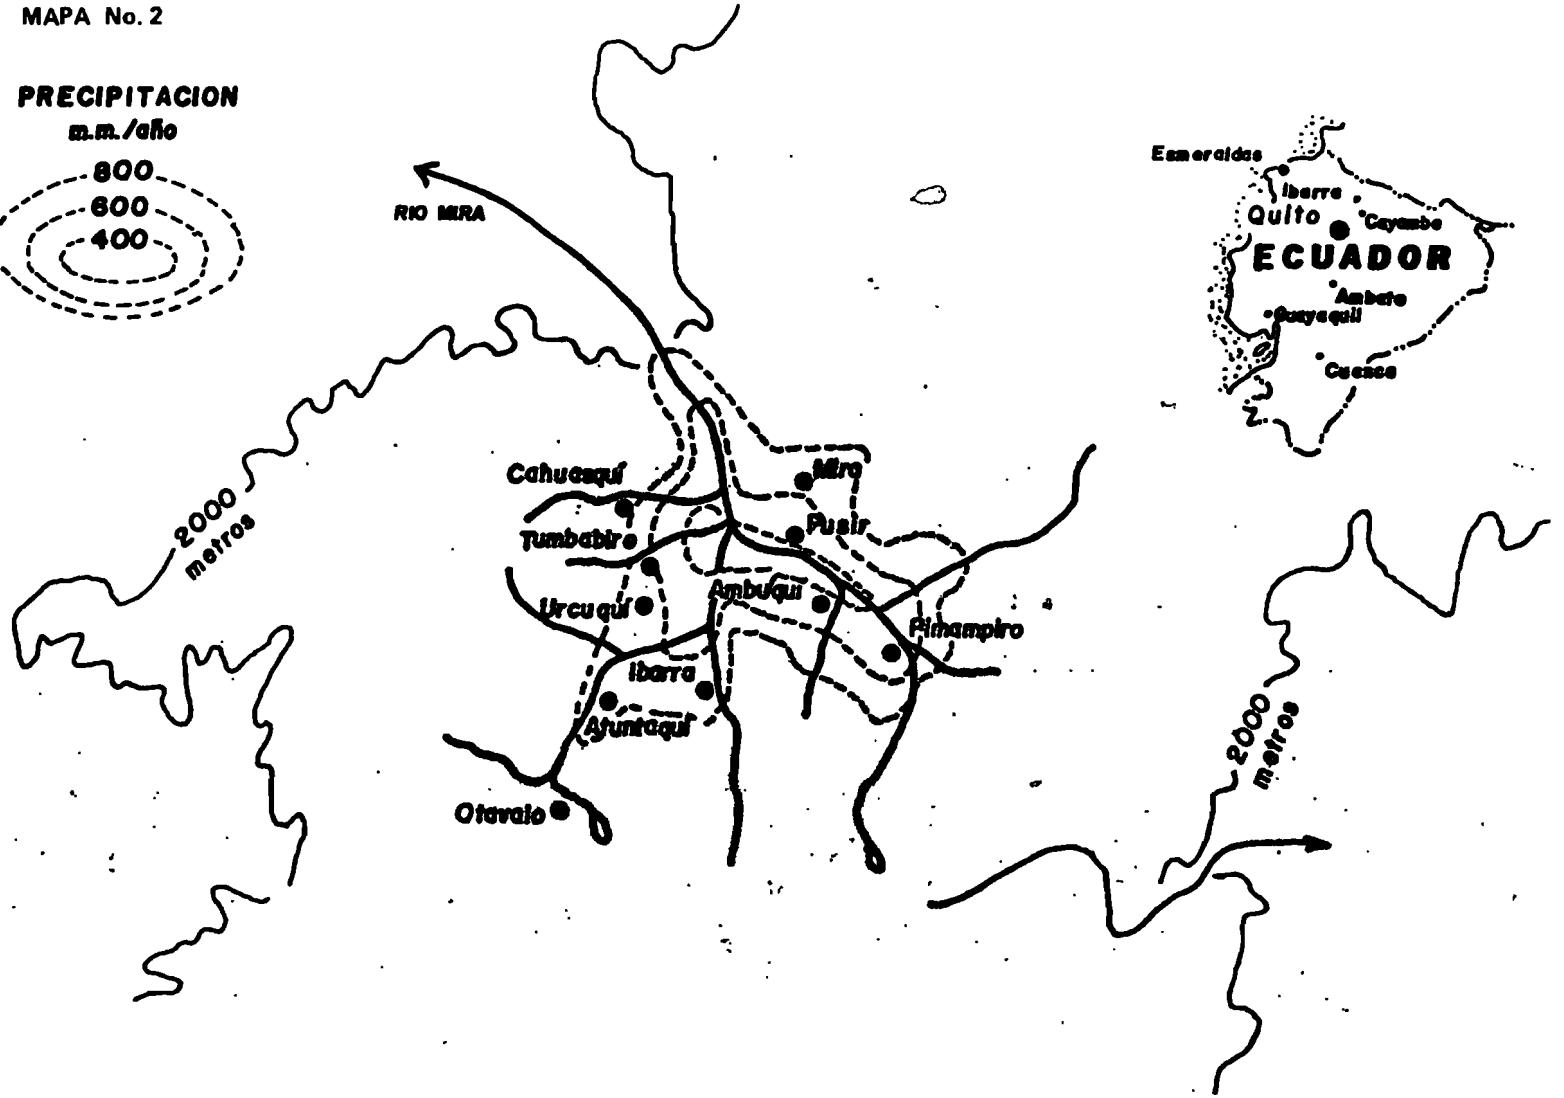 MAPA No. 2
PRECIPITACION
m.m./año
800
600
400
RIO MIRA
Esmeraldas
Ibarra
Quito
Cayambe
ECUADOR
Ambato
Guayaquil
Cuenca
2000
metros
Cahuasquí
Mira
Tumbabiro
Pusir
Urcuquí
Ambuquí
Pimampiro
Ibarra
Atuntaquí
Otavalo
2000
metros